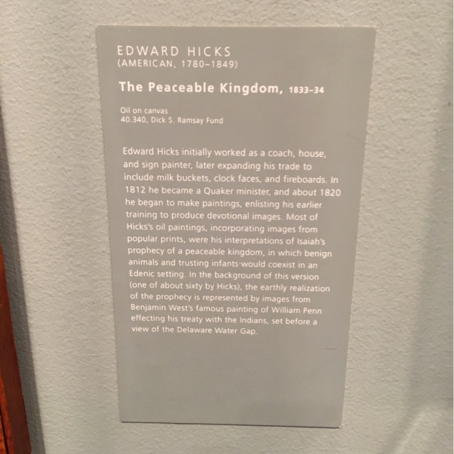 EDWARD HICKS
(AMERICAN, 1780–1849)
The Peaceable Kingdom, 1833–34
Oil on canvas
40.340, Dick S. Ramsay Fund
Edward Hicks initially worked as a coach, house,
and sign painter, later expanding his trade to
include milk buckets, clock faces, and fireboards. In
1812 he became a Quaker minister, and about 1820
he began to make paintings, enlisting his earlier
training to produce devotional images. Most of
Hicks's oil paintings, incorporating images from
popular prints, were his interpretations of Isaiah's
prophecy of a peaceable kingdom, in which benign
animals and trusting infants would coexist in an
Edenic setting. In the background of this version
(one of about sixty by Hicks), the earthly realization
of the prophecy is represented by images from
Benjamin West's famous painting of William Penn
effecting his treaty with the Indians, set before a
view of the Delaware Water Gap.